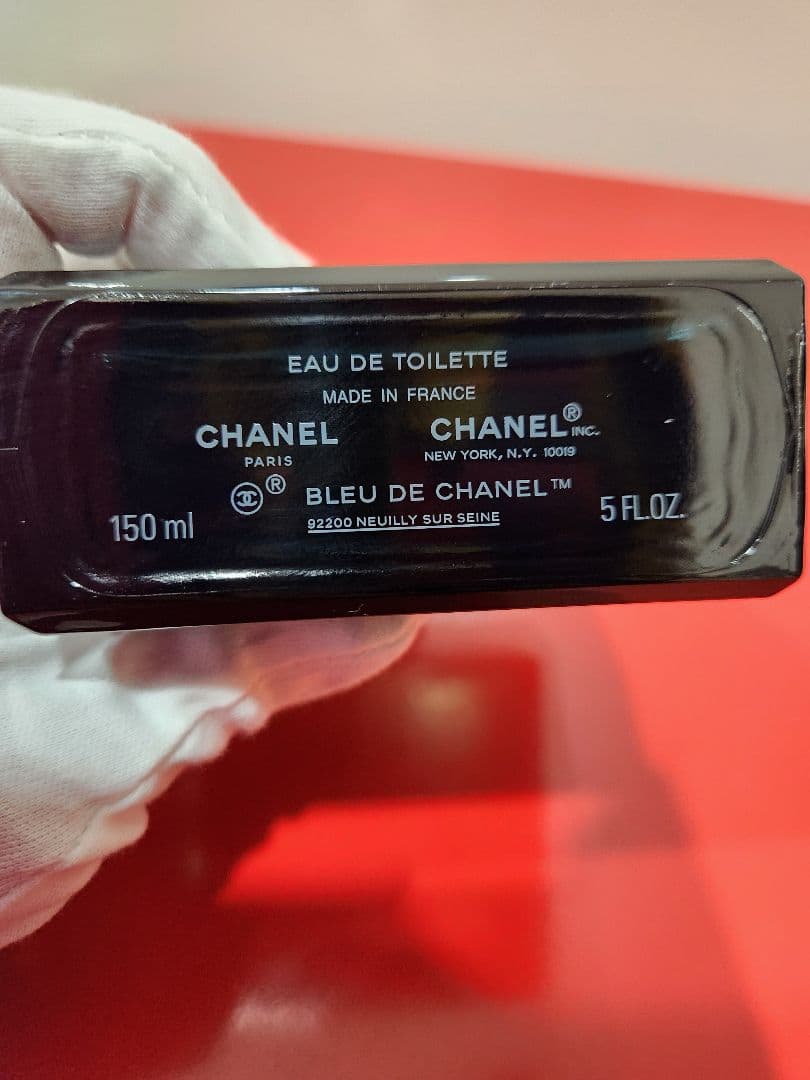 EAU DE TOILETTE
MADE IN FRANCE
CHANEL CHANEL® INC.
PARIS NEW YORK, N.Y. 10019
® BLEU DE CHANEL™
150 ml 92200 NEUILLY SUR SEINE 5 FL.OZ.